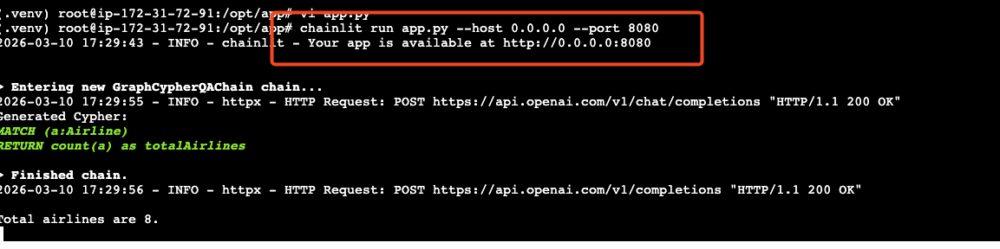 (.venv) root@ip-172-31-72-91:/opt/app# vi app.py
(.venv) root@ip-172-31-72-91:/opt/app# chainlit run app.py --host 0.0.0.0 --port 8080
2026-03-10 17:29:43 - INFO - chainlit - Your app is available at http://0.0.0.0:8080
> Entering new GraphCypherQAChain chain...
2026-03-10 17:29:55 - INFO - httpx - HTTP Request: POST https://api.openai.com/v1/chat/completions "HTTP/1.1 200 OK"
Generated Cypher:
MATCH (a:Airline)
RETURN count(a) as totalAirlines
> Finished chain.
2026-03-10 17:29:56 - INFO - httpx - HTTP Request: POST https://api.openai.com/v1/completions "HTTP/1.1 200 OK"
Total airlines are 8.